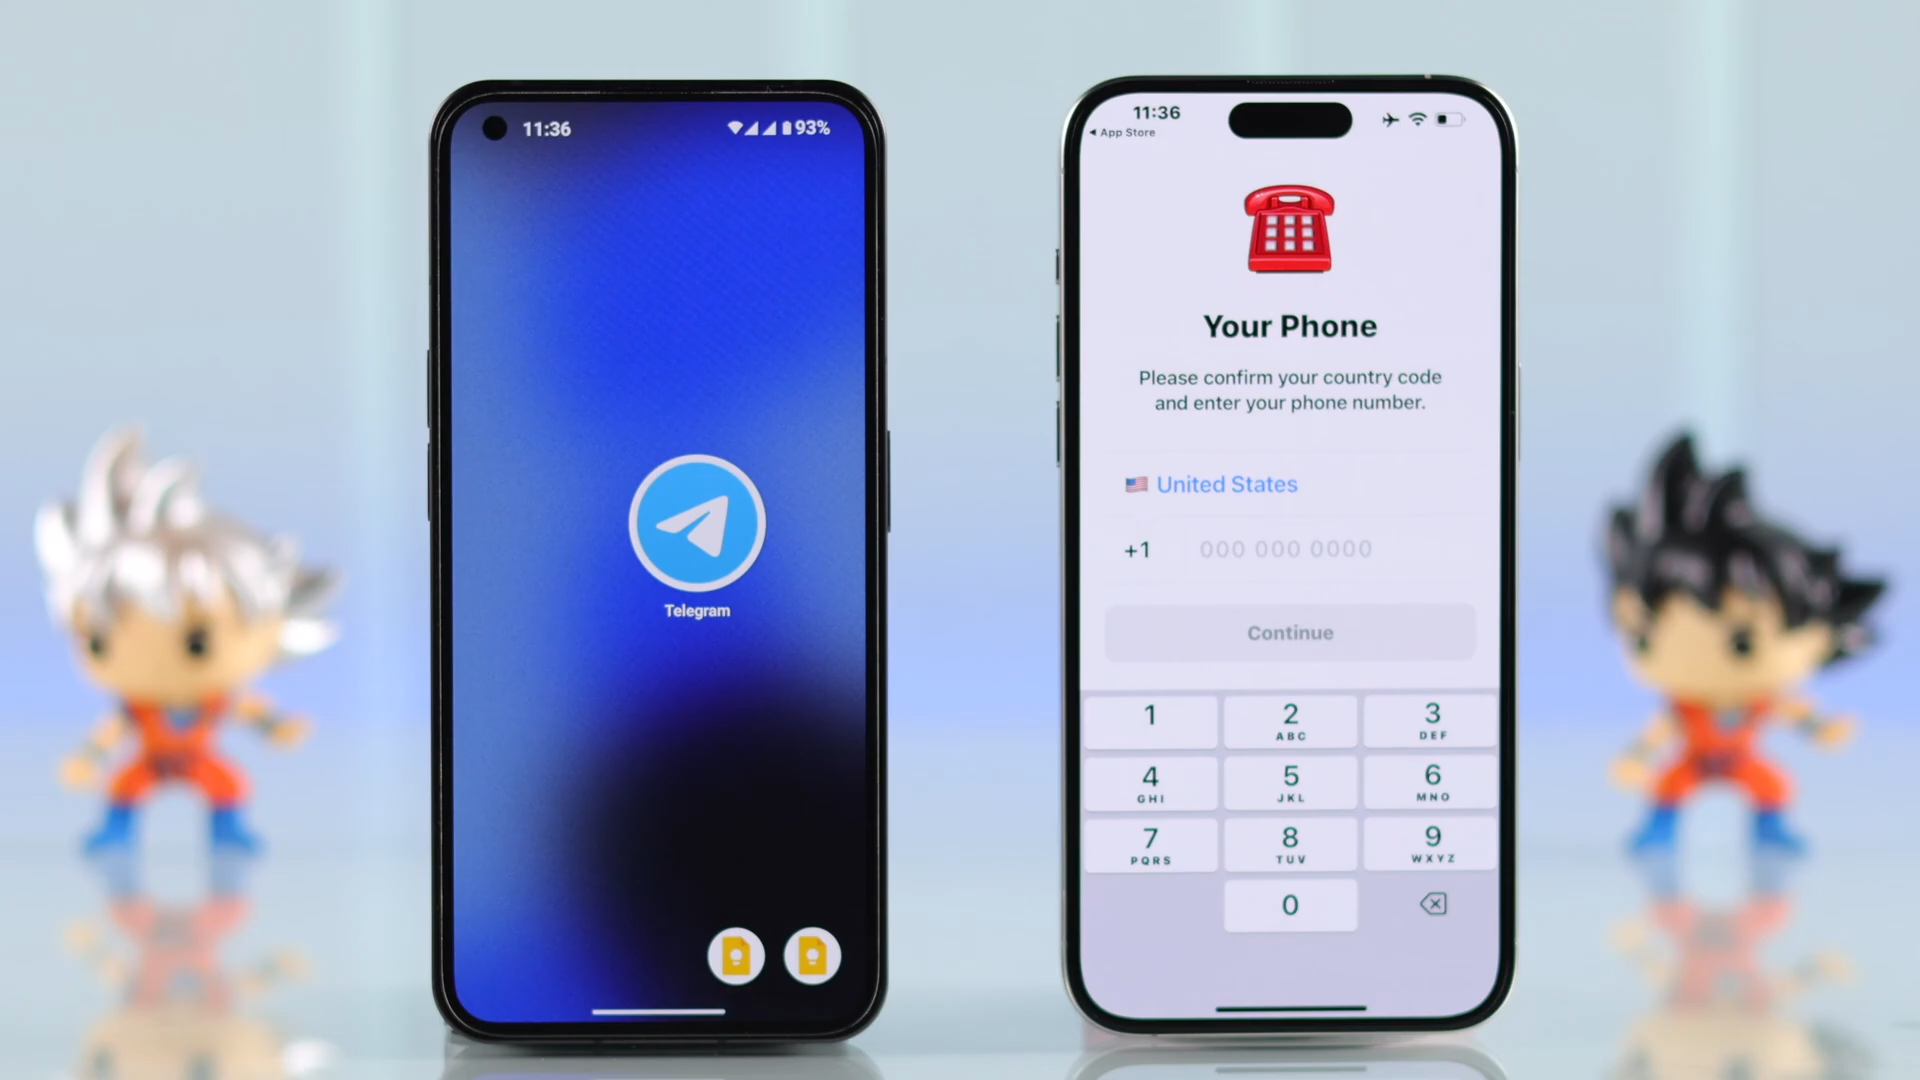 11:36
93%
Telegram
11:36
App Store
Your Phone
Please confirm your country code
and enter your phone number.
United States
+1
000 000 0000
Continue
1
2
ABC
3
DEF
4
GHI
5
JKL
6
MNO
7
PQRS
8
TUV
9
WXYZ
0